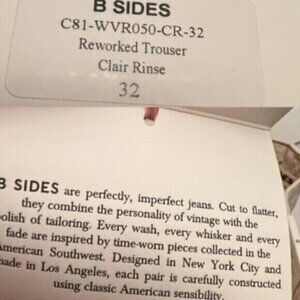 B SIDES
C81-WVR050-CR-32
Reworked Trouser
Clair Rinse
32
B SIDES are perfectly, imperfect jeans. Cut to flatter,
they combine the personality of vintage with the
polish of tailoring. Every wash, every whisker and every
fade are inspired by time-worn pieces collected in the
American Southwest. Designed in New York City and
made in Los Angeles, each pair is carefully constructed
using classic American sensibility.